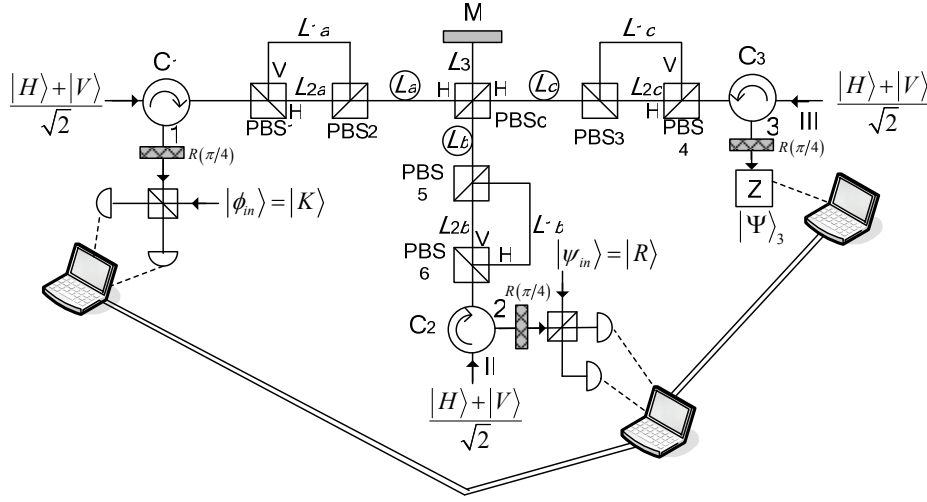 M
L-a
L-c
C-
L3
C3
|H⟩+|V⟩
√2
V
H
L2a
La
H
H
Lc
L2c
V
H
|H⟩+|V⟩
√2
PBS-
PBS2
PBS0
PBS3
PBS
4
III
1
R(π/4)
3
R(π/4)
Lb
PBS
5
Z
|Ψ⟩3
|ϕin⟩=|K⟩
L2b
L-b
PBS
6
V
H
|ψin⟩=|R⟩
R(π/4)
C2
2
II
|H⟩+|V⟩
√2